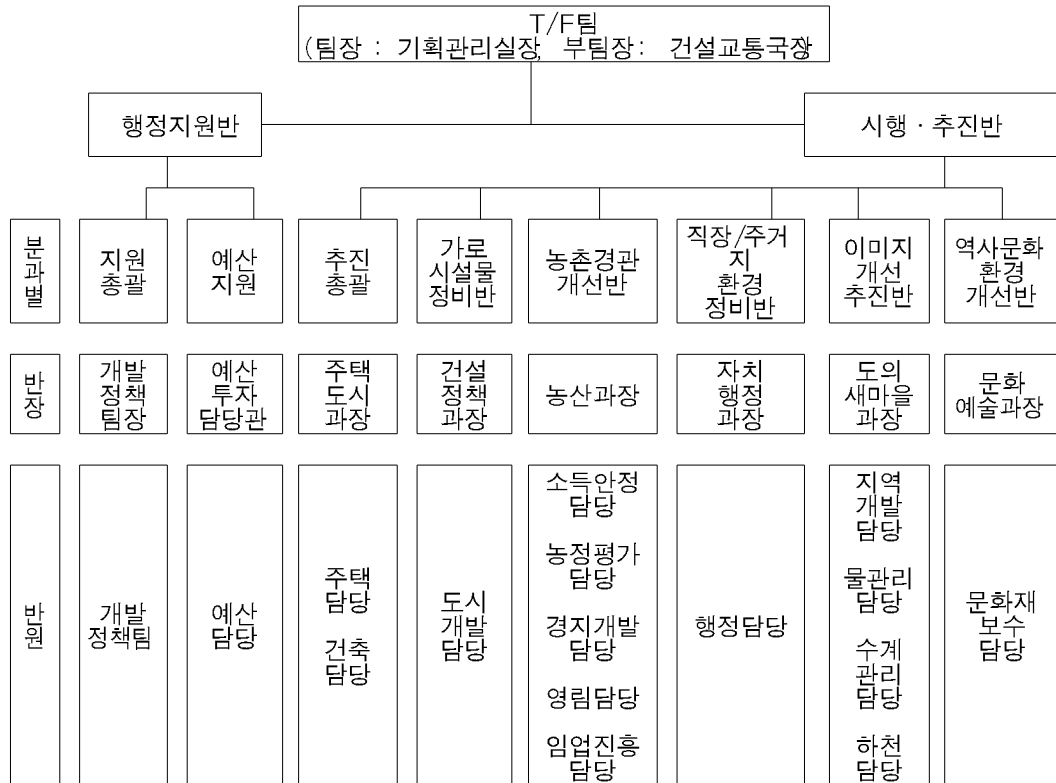 T/F팀
(팀장 : 기획관리실장, 부팀장: 건설교통국장
행정지원반
시행 · 추진반
분
과
별
지원
총괄
예산
지원
추진
총괄
가로
시설물
정비반
농촌경관
개선반
직장/주거
지
환경
정비반
이미지
개선
추진반
역사문화
환경
개선반
반
장
개발
정책
팀장
예산
투자
담당관
주택
도시
과장
건설
정책
과장
농산과장
자치
행정
과장
도의
새마을
과장
문화
예술과장
반
원
개발
정책팀
예산
담당
주택
담당
건축
담당
도시
개발
담당
소득안정
담당
농정평가
담당
경지개발
담당
영림담당
임업진흥
담당
행정담당
지역
개발
담당
물관리
담당
수계
관리
담당
하천
담당
문화재
보수
담당